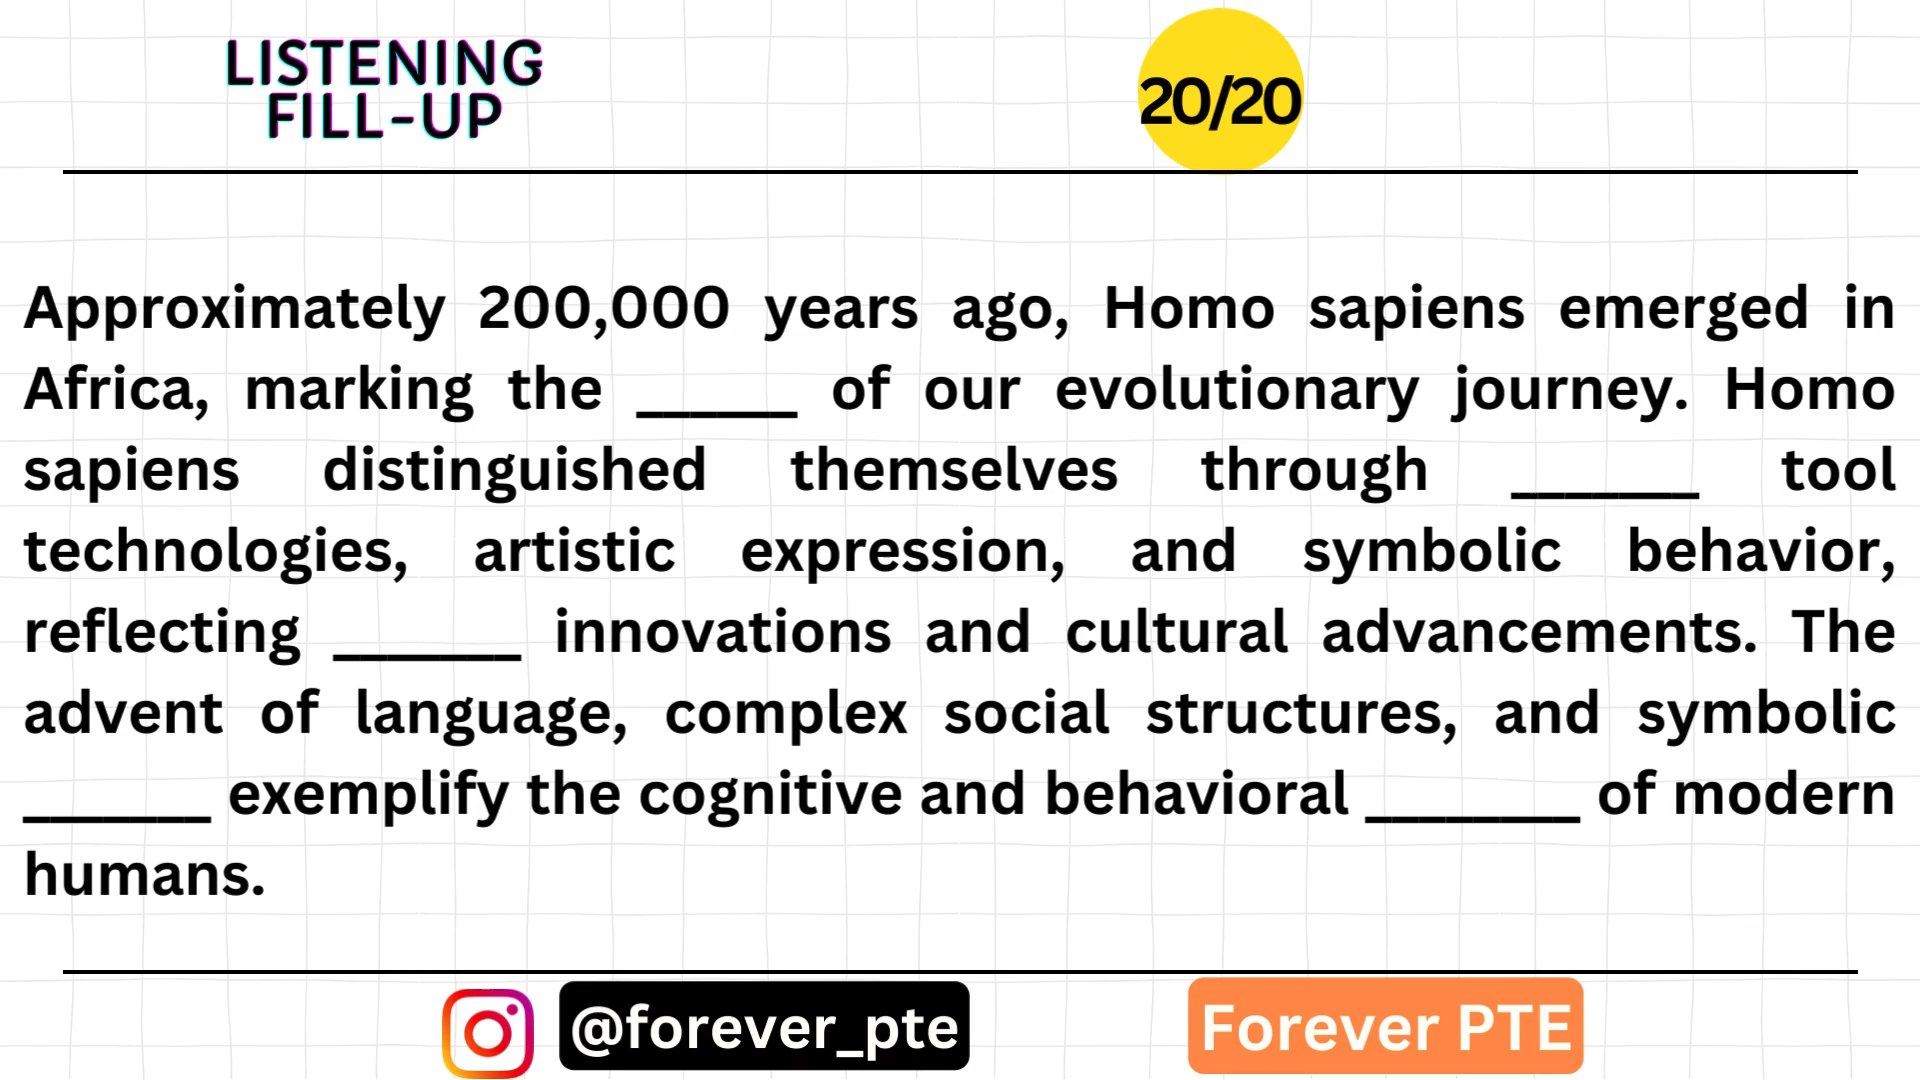 LISTENING
FILL-UP
20/20
Approximately 200,000 years ago, Homo sapiens emerged in
Africa, marking the ______ of our evolutionary journey. Homo
sapiens distinguished themselves through _______ tool
technologies, artistic expression, and symbolic behavior,
reflecting _______ innovations and cultural advancements. The
advent of language, complex social structures, and symbolic
_______ exemplify the cognitive and behavioral ________ of modern
humans.
@forever_pte
Forever PTE